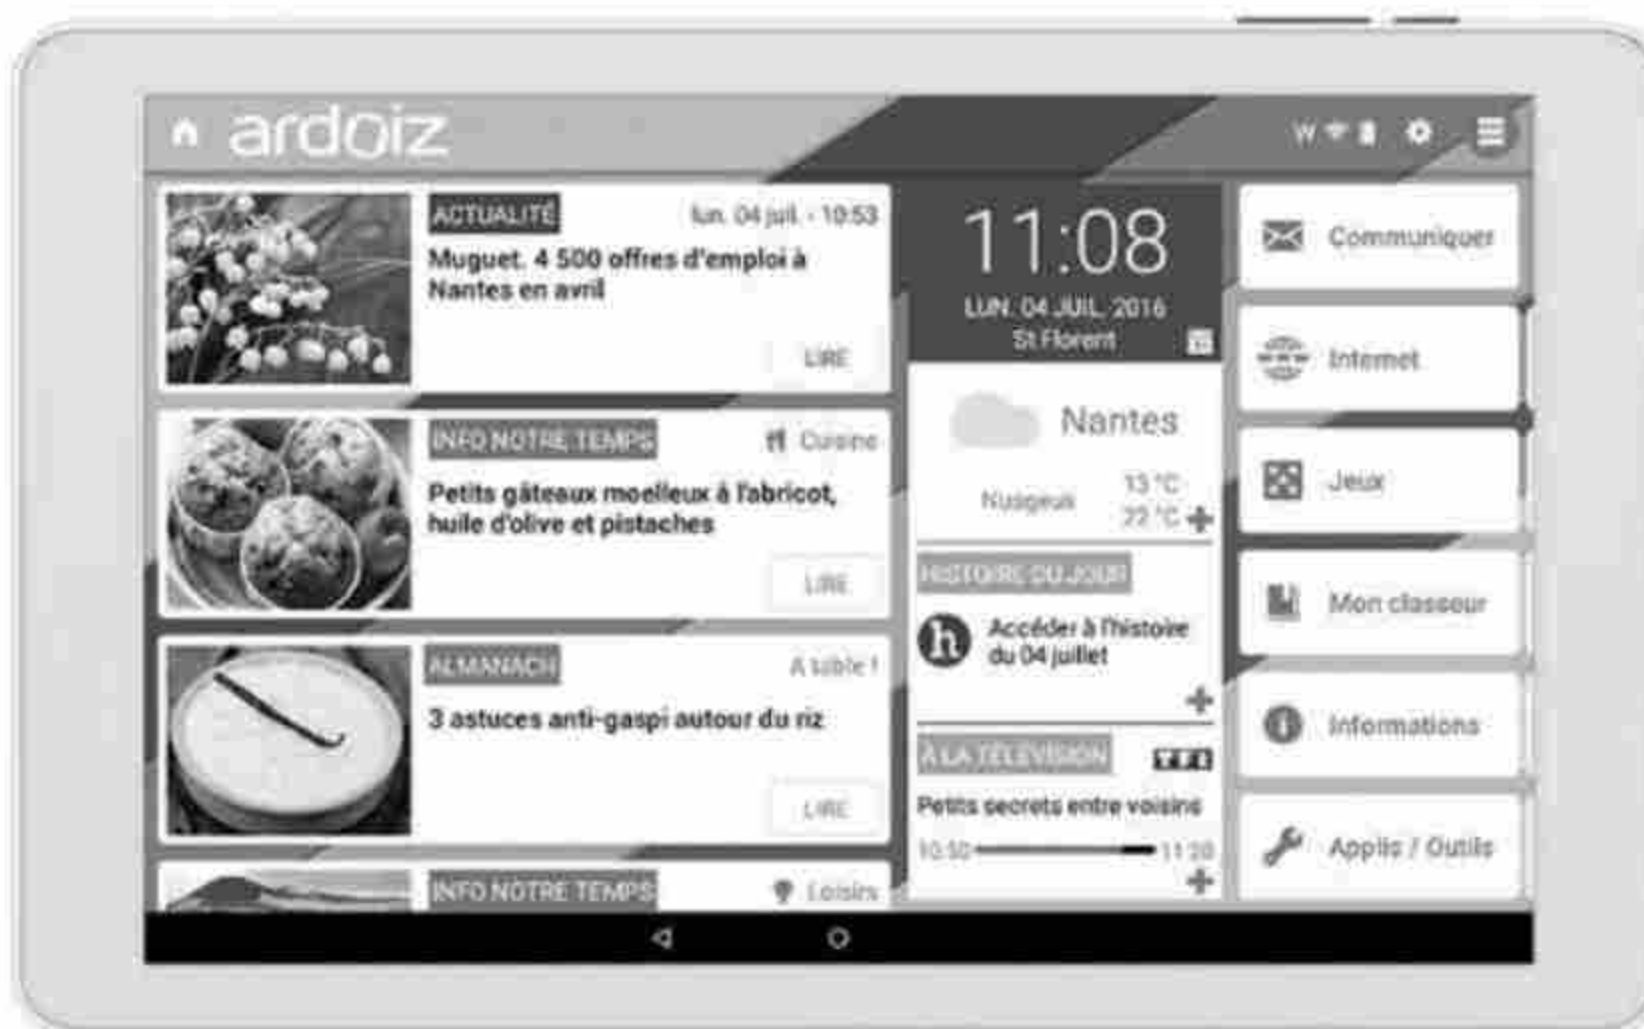 ardoiz
W
ACTUALITÉ
lun. 04 juil. - 10:53
Muguet. 4 500 offres d'emploi à
Nantes en avril
LIRE
INFO NOTRE TEMPS
Cuisine
Petits gâteaux moelleux à l'abricot,
huile d'olive et pistaches
LIRE
ALMANACH
A table !
3 astuces anti-gaspi autour du riz
LIRE
INFO NOTRE TEMPS
Loisirs
11:08
LUN. 04 JUIL. 2016
St Florent
Nantes
Nuageux
13 °C
22 °C
HISTOIRE DU JOUR
h
Accéder à l'histoire
du 04 juillet
À LA TÉLÉVISION
TF1
Petits secrets entre voisins
10:50
11:20
Communiquer
Internet
Jeux
Mon classeur
Informations
Applis / Outils